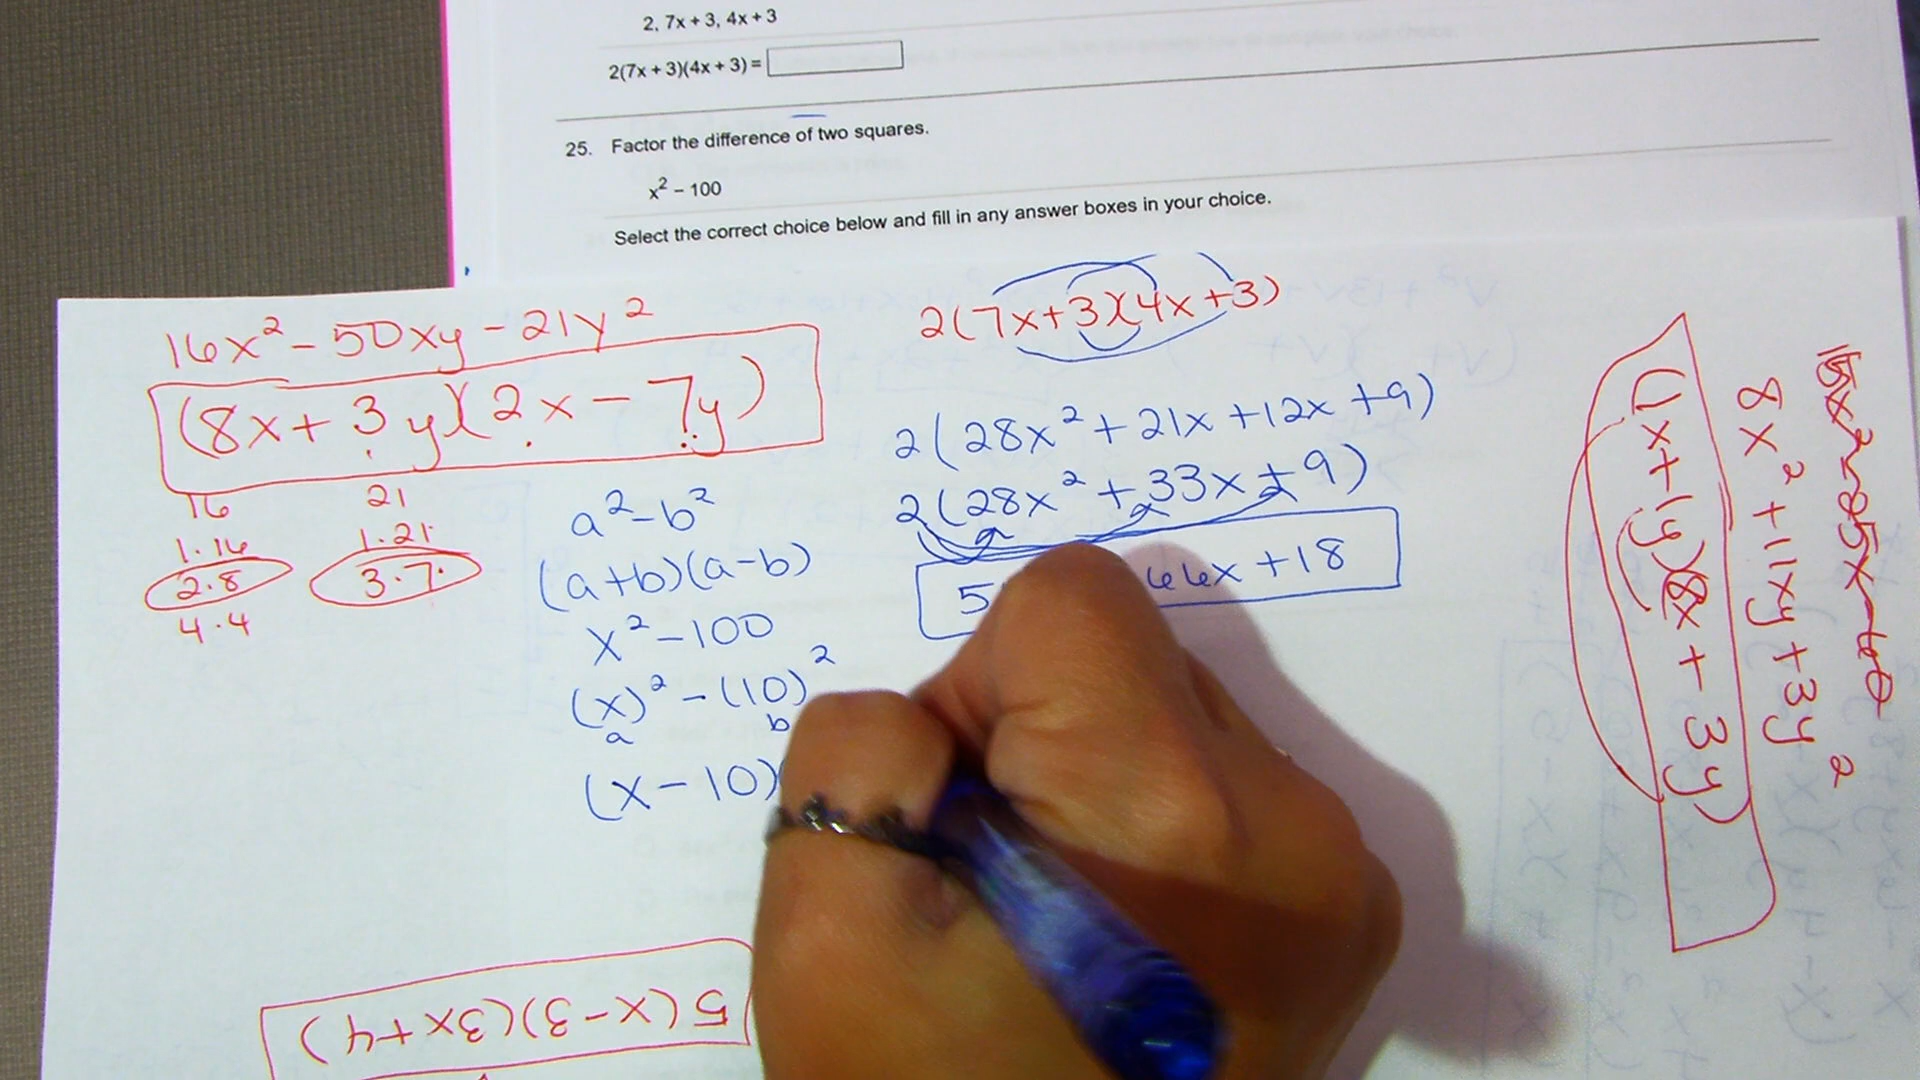 2, 7x + 3, 4x + 3
2(7x + 3)(4x + 3) =
25. Factor the difference of two squares.
x² − 100
Select the correct choice below and fill in any answer boxes in your choice.
16x² − 50xy − 21y²
(8x + 3y)(2x − 7y)
16
1·16
2·8
4·4
21
1·21
3·7
a² − b²
(a+b)(a−b)
x² − 100
(x)² − (10)²
a b
(x − 10)
2(7x+3)(4x+3)
2(28x² + 21x + 12x + 9)
2(28x² + 33x + 9)
5
66x + 18
8x² + 11xy + 3y²
(1x + 1y)(8x + 3y)
5(x−3)(3x+4)